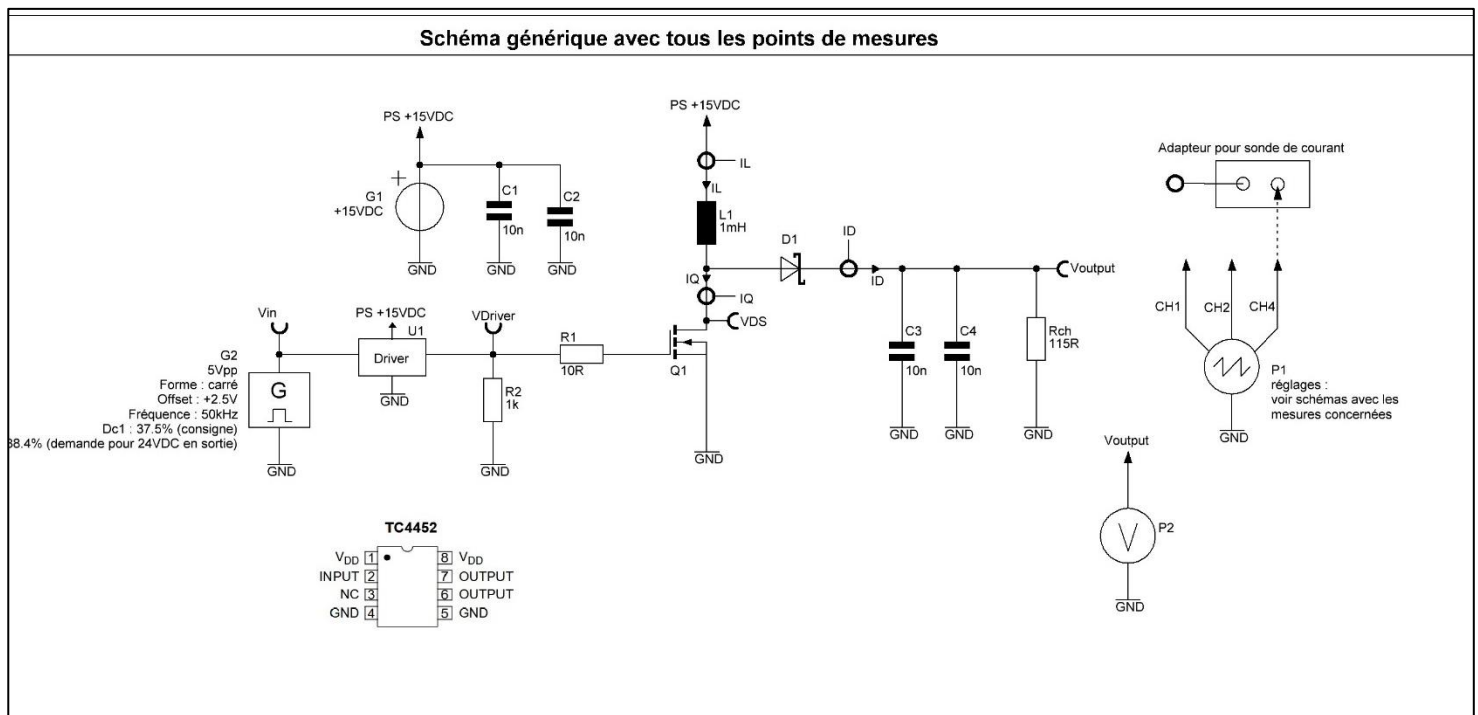 Schéma générique avec tous les points de mesures
PS +15VDC
G1
+15VDC
C1
10n
C2
10n
GND
GND
GND
PS +15VDC
IL
IL
L1
1mH
D1
ID
ID
Voutput
IQ
IQ
VDS
C3
10n
C4
10n
Rch
115R
GND
GND
GND
Vin
G2
5Vpp
Forme : carré
Offset : +2.5V
Fréquence : 50kHz
Dc1 : 37.5% (consigne)
38.4% (demande pour 24VDC en sortie)
G
GND
PS +15VDC
U1
Driver
GND
VDriver
R2
1k
GND
R1
10R
Q1
GND
Adapteur pour sonde de courant
CH1
CH2
CH4
P1
réglages :
voir schémas avec les
mesures concernées
GND
Voutput
V
P2
GND
TC4452
VDD 1
8 VDD
INPUT 2
7 OUTPUT
NC 3
6 OUTPUT
GND 4
5 GND